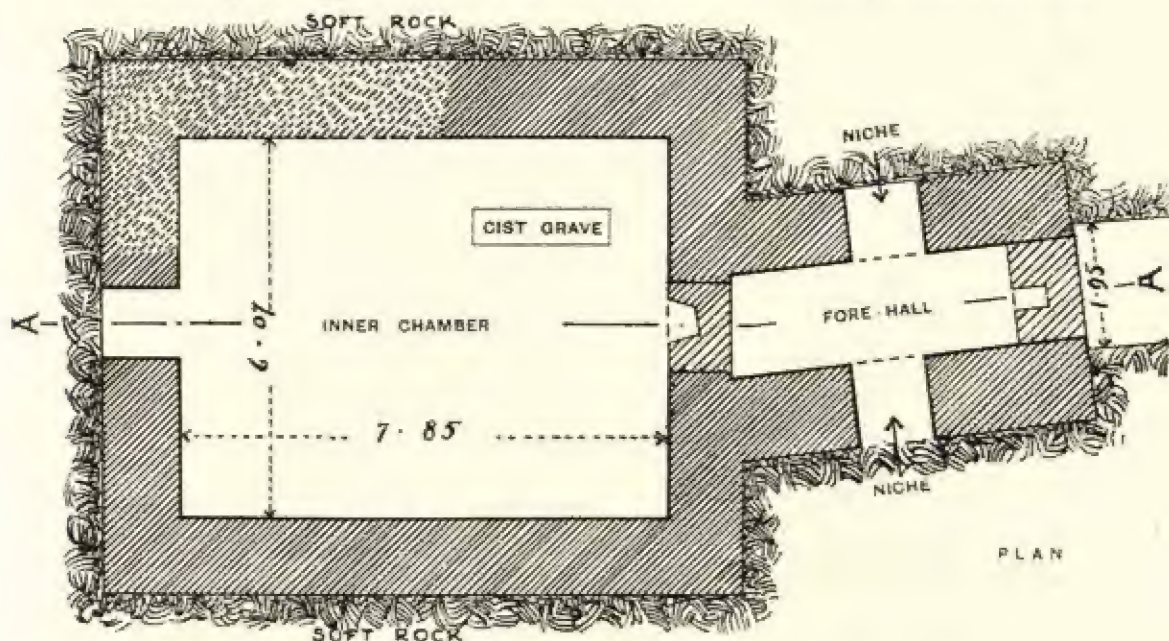 SOFT ROCK
NICHE
CIST GRAVE
A
INNER CHAMBER
6·07
FORE-HALL
1·95
A
7·85
NICHE
PLAN
SOFT ROCK